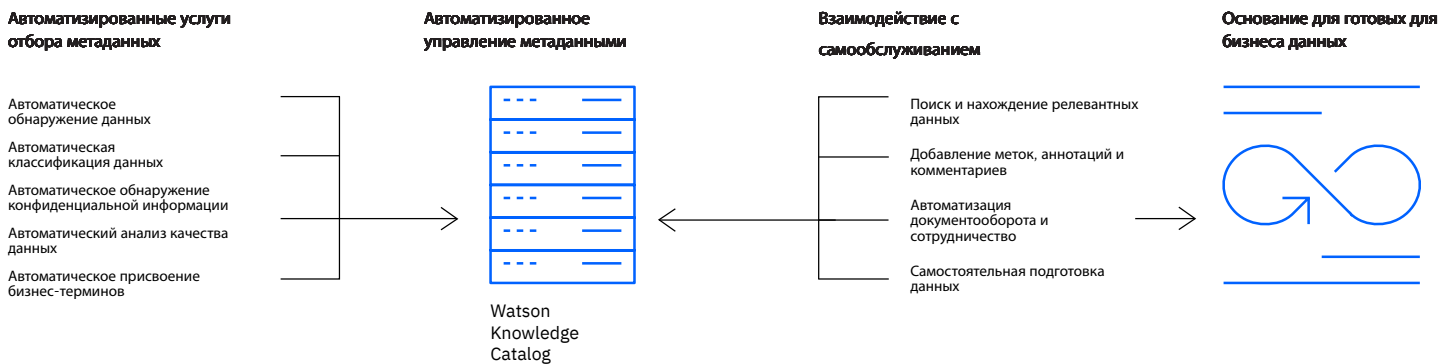 Автоматизированные услуги
отбора метаданных
Автоматическое
обнаружение данных
Автоматическая
классификация данных
Автоматическое обнаружение
конфиденциальной информации
Автоматический анализ качества
данных
Автоматическое присвоение
бизнес-терминов
Автоматизированное
управление метаданными
Watson
Knowledge
Catalog
Взаимодействие с
самообслуживанием
Поиск и нахождение релевантных
данных
Добавление меток, аннотаций и
комментариев
Автоматизация
документооборота и
сотрудничество
Самостоятельная подготовка
данных
Основание для готовых для
бизнеса данных